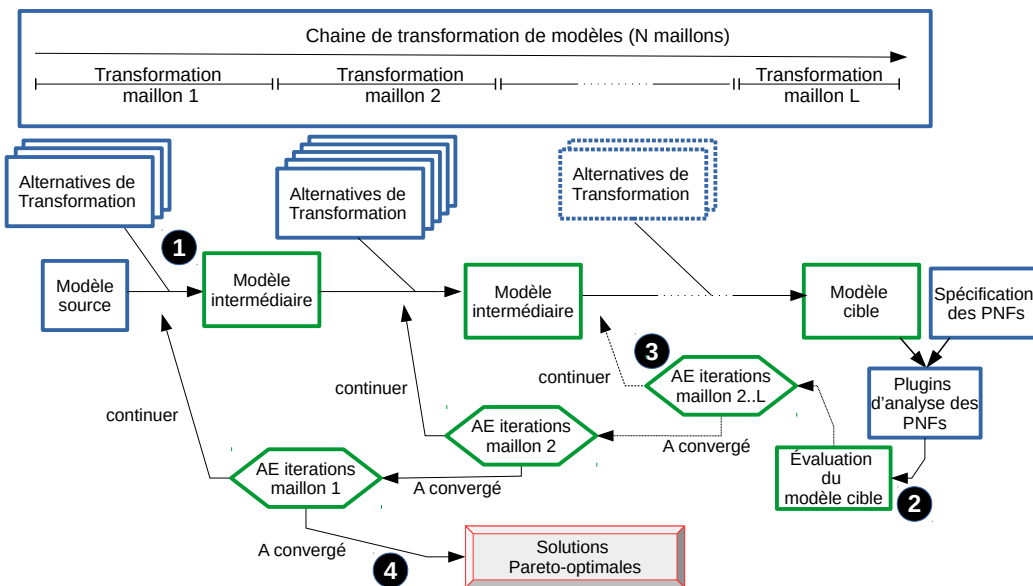 Chaine de transformation de modèles (N maillons)
Transformation
maillon 1
Transformation
maillon 2
Transformation
maillon L
Alternatives de
Transformation
Alternatives de
Transformation
Alternatives de
Transformation
1
Modèle
source
Modèle
intermédiaire
Modèle
intermédiaire
Modèle
cible
Spécification
des PNFs
3
continuer
AE iterations
maillon 2..L
Plugins
d'analyse des
PNFs
continuer
AE iterations
maillon 2
A convergé
continuer
AE iterations
maillon 1
A convergé
Évaluation
du
modèle cible
2
A convergé
4
Solutions
Pareto-optimales